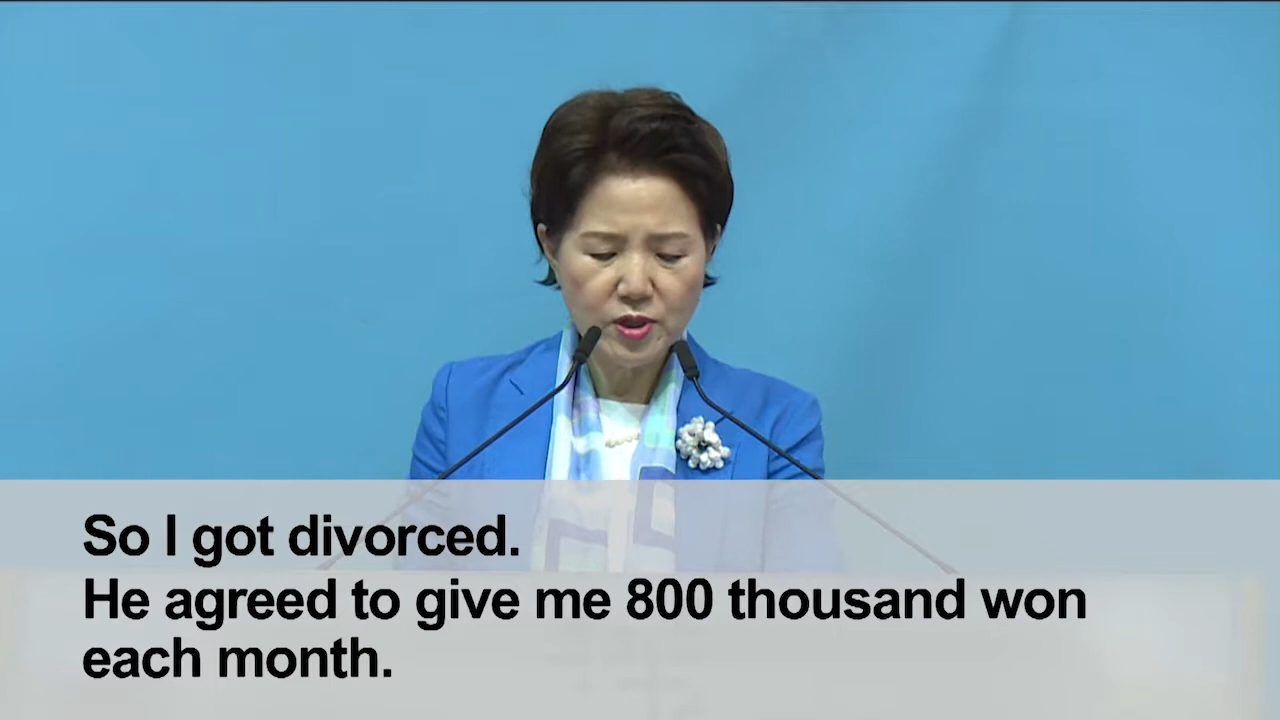 So I got divorced.
He agreed to give me 800 thousand won
each month.